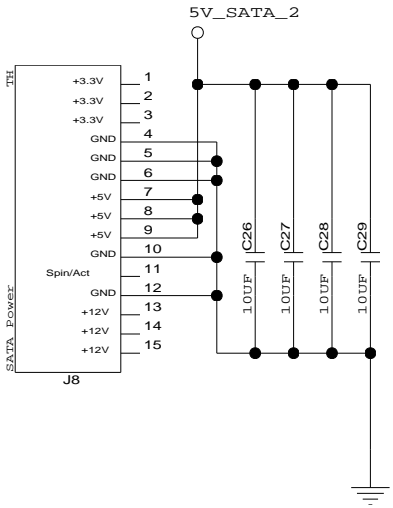 5V_SATA_2
TH
+3.3V 1
+3.3V 2
+3.3V 3
GND 4
GND 5
GND 6
+5V 7
+5V 8
+5V 9
GND 10
Spin/Act 11
GND 12
+12V 13
+12V 14
+12V 15
SATA Power
J8
C26
10UF
C27
10UF
C28
10UF
C29
10UF